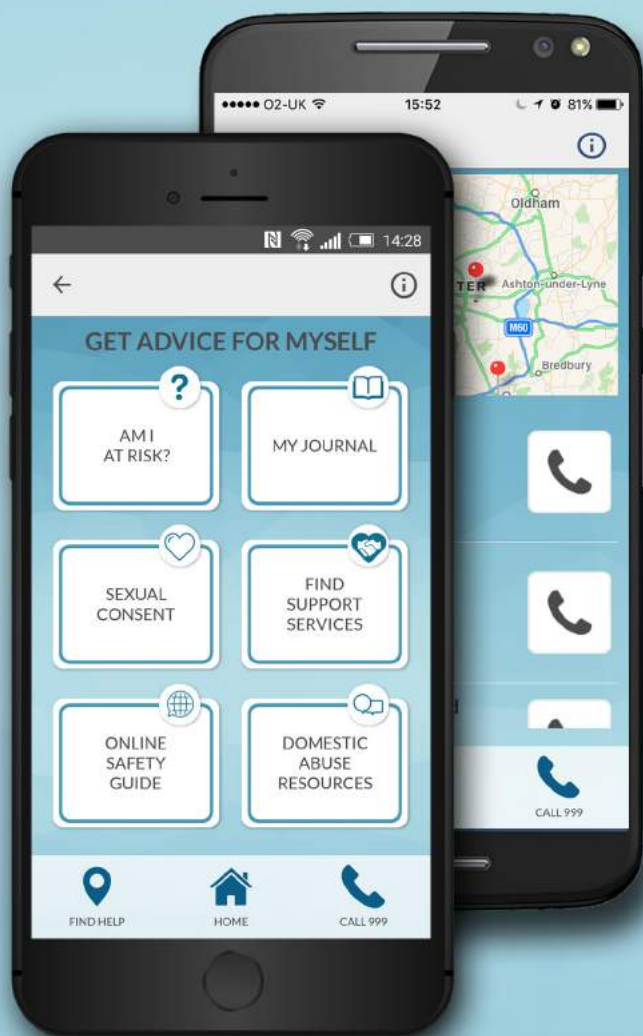 14:28
GET ADVICE FOR MYSELF
?
AM I
AT RISK?
MY JOURNAL
SEXUAL
CONSENT
FIND
SUPPORT
SERVICES
ONLINE
SAFETY
GUIDE
DOMESTIC
ABUSE
RESOURCES
FIND HELP
HOME
CALL 999
O2-UK
15:52
81%
Oldham
TER
Ashton-under-Lyne
M60
Bredbury
d
CALL 999